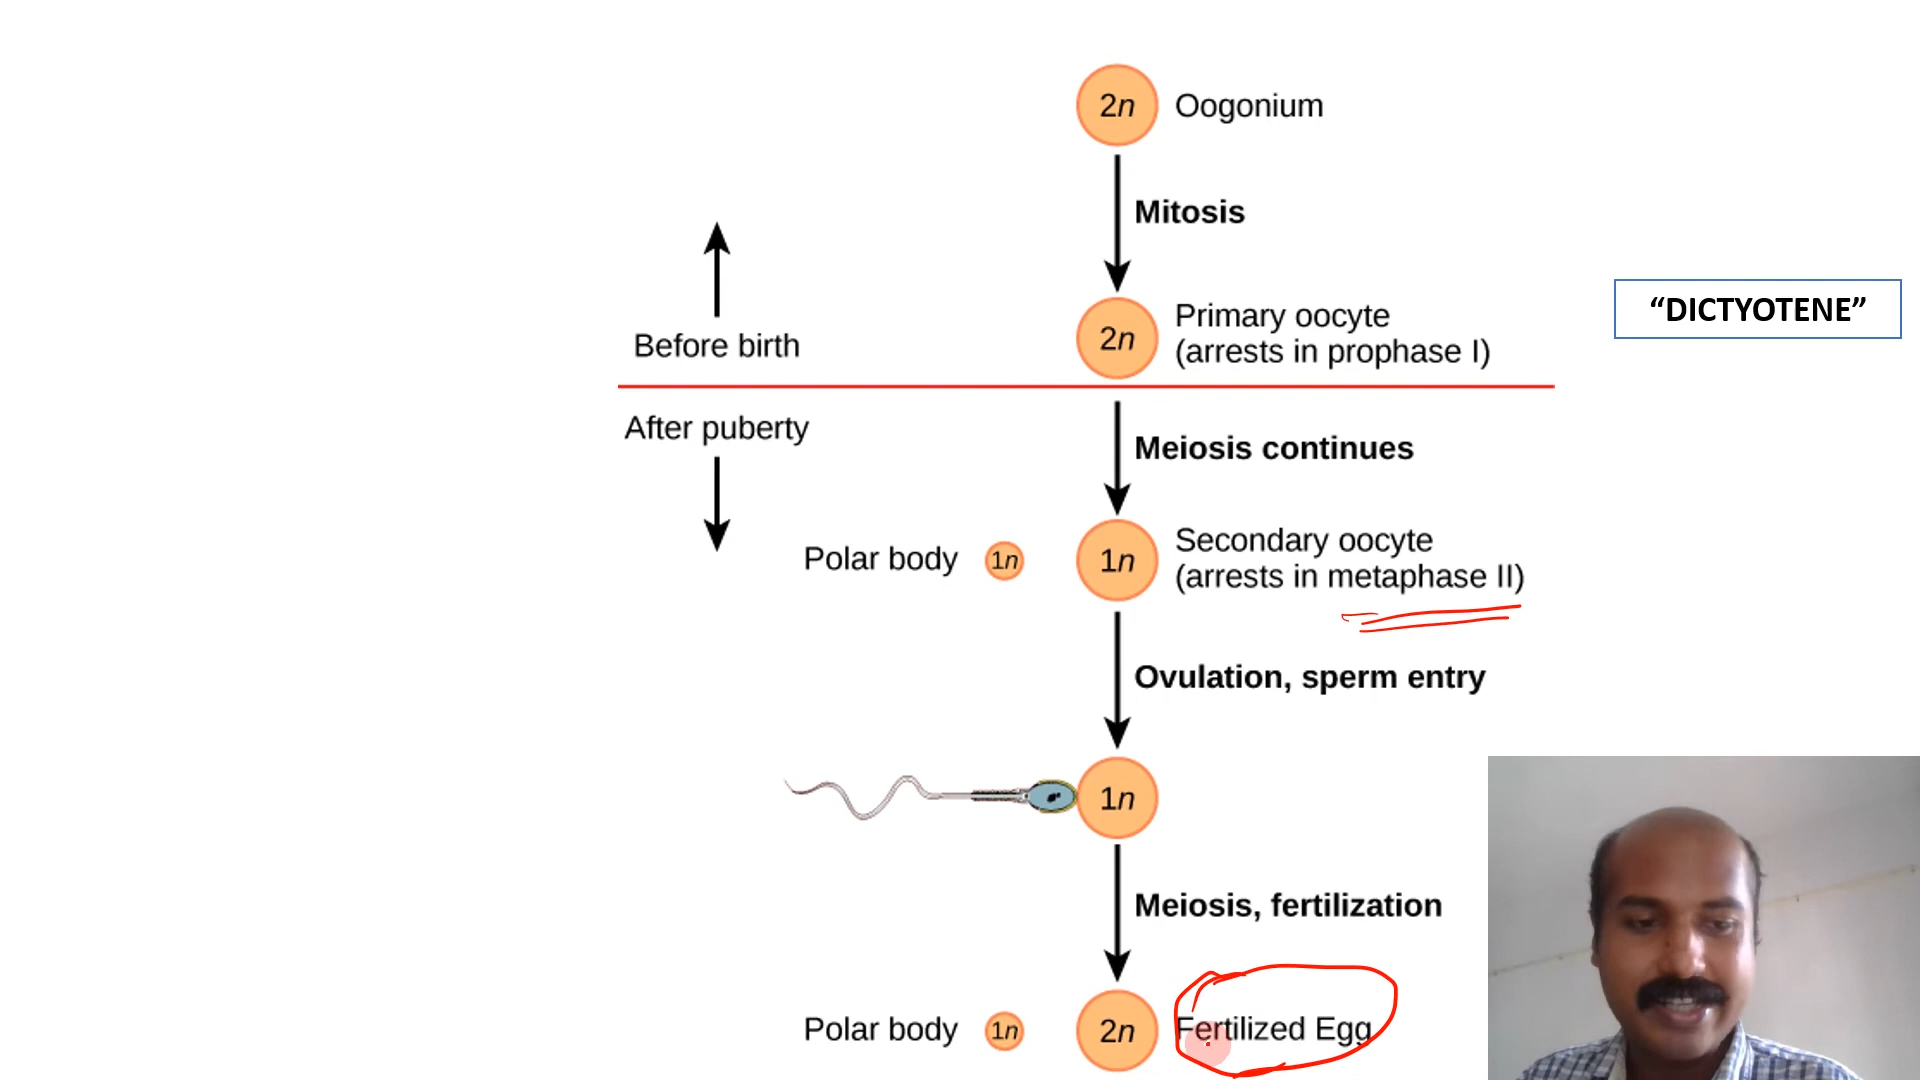 2n Oogonium
Mitosis
Before birth
2n
Primary oocyte
(arrests in prophase I)
“DICTYOTENE”
After puberty
Meiosis continues
Polar body 1n
1n
Secondary oocyte
(arrests in metaphase II)
Ovulation, sperm entry
1n
Meiosis, fertilization
Polar body 1n
2n Fertilized Egg